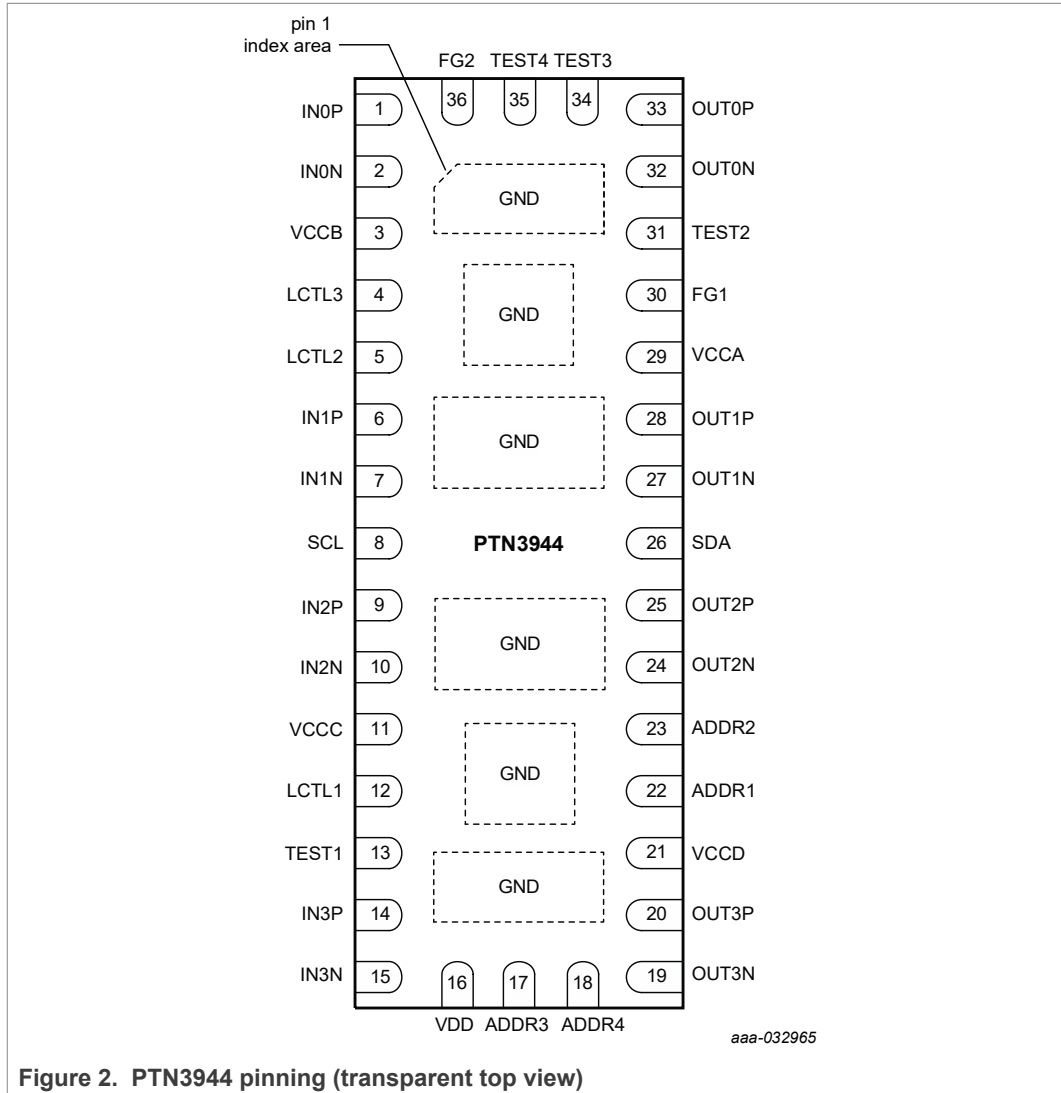 pin 1
index area
FG2 TEST4 TEST3
36 35 34
IN0P 1 33 OUT0P
IN0N 2 32 OUT0N
GND
VCCB 3 31 TEST2
LCTL3 4 30 FG1
GND
LCTL2 5 29 VCCA
IN1P 6 28 OUT1P
GND
IN1N 7 27 OUT1N
SCL 8 PTN3944 26 SDA
IN2P 9 25 OUT2P
GND
IN2N 10 24 OUT2N
VCCC 11 23 ADDR2
GND
LCTL1 12 22 ADDR1
TEST1 13 21 VCCD
GND
IN3P 14 20 OUT3P
IN3N 15 19 OUT3N
16 17 18
VDD ADDR3 ADDR4
aaa-032965
Figure 2. PTN3944 pinning (transparent top view)